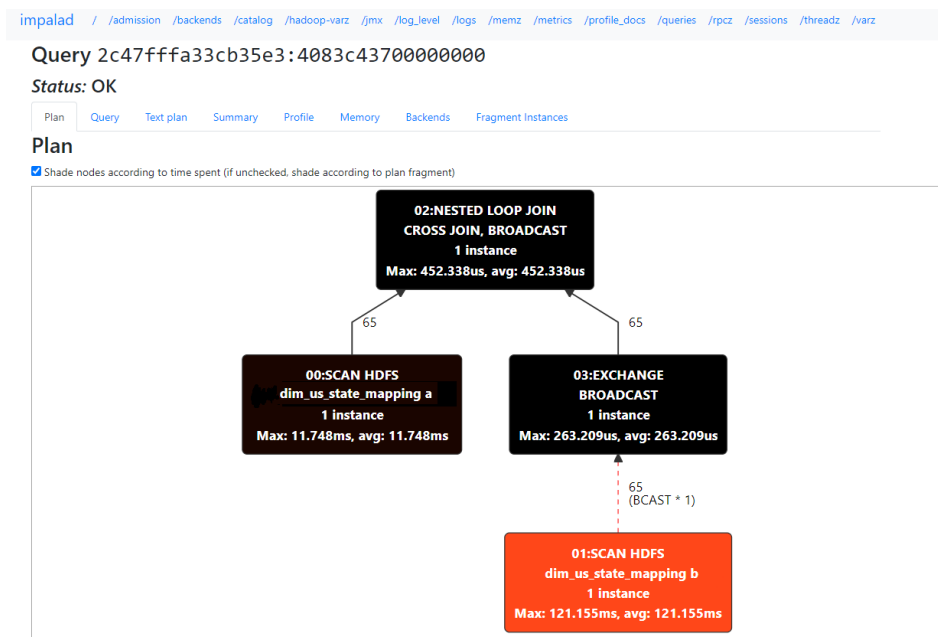 impalad / /admission /backends /catalog /hadoop-varz /jmx /log_level /logs /memz /metrics /profile_docs /queries /rpcz /sessions /threadz /varz
Query 2c47fffa33cb35e3:4083c43700000000
Status: OK
Plan Query Text plan Summary Profile Memory Backends Fragment Instances
Plan
Shade nodes according to time spent (if unchecked, shade according to plan fragment)
02:NESTED LOOP JOIN
CROSS JOIN, BROADCAST
1 instance
Max: 452.338us, avg: 452.338us
65
65
00:SCAN HDFS
dim_us_state_mapping a
1 instance
Max: 11.748ms, avg: 11.748ms
03:EXCHANGE
BROADCAST
1 instance
Max: 263.209us, avg: 263.209us
65
(BCAST * 1)
01:SCAN HDFS
dim_us_state_mapping b
1 instance
Max: 121.155ms, avg: 121.155ms